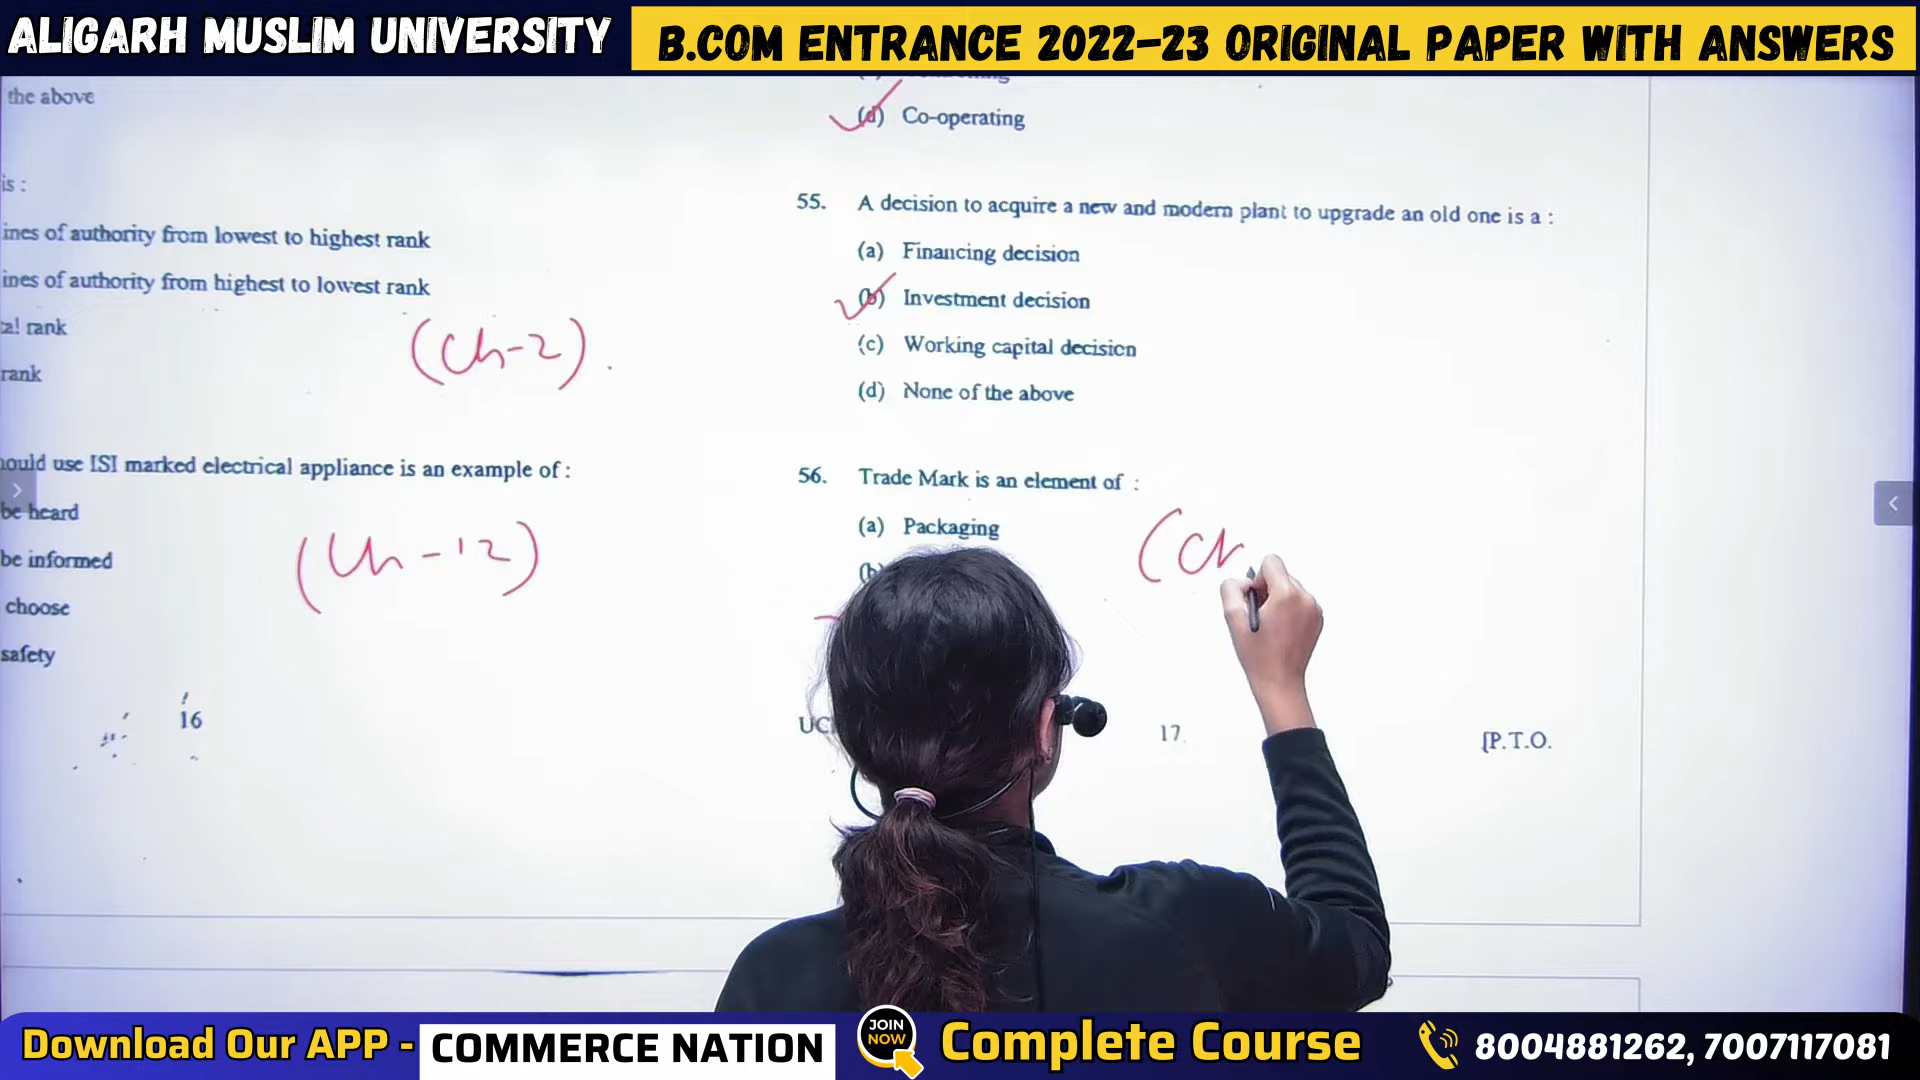 ALIGARH MUSLIM UNIVERSITY
B.COM ENTRANCE 2022-23 ORIGINAL PAPER WITH ANSWERS
the above
is :
ines of authority from lowest to highest rank
ines of authority from highest to lowest rank
rank
(Ch-2).
rank
ould use ISI marked electrical appliance is an example of :
be heard
be informed
(Ch-12)
choose
safety
16
(d) Co-operating
55. A decision to acquire a new and modern plant to upgrade an old one is a :
(a) Financing decision
(b) Investment decision
(c) Working capital decision
(d) None of the above
56. Trade Mark is an element of :
(a) Packaging
(b)
(Ch
17
[P.T.O.
Download Our APP - COMMERCE NATION
JOIN NOW
Complete Course
8004881262, 7007117081